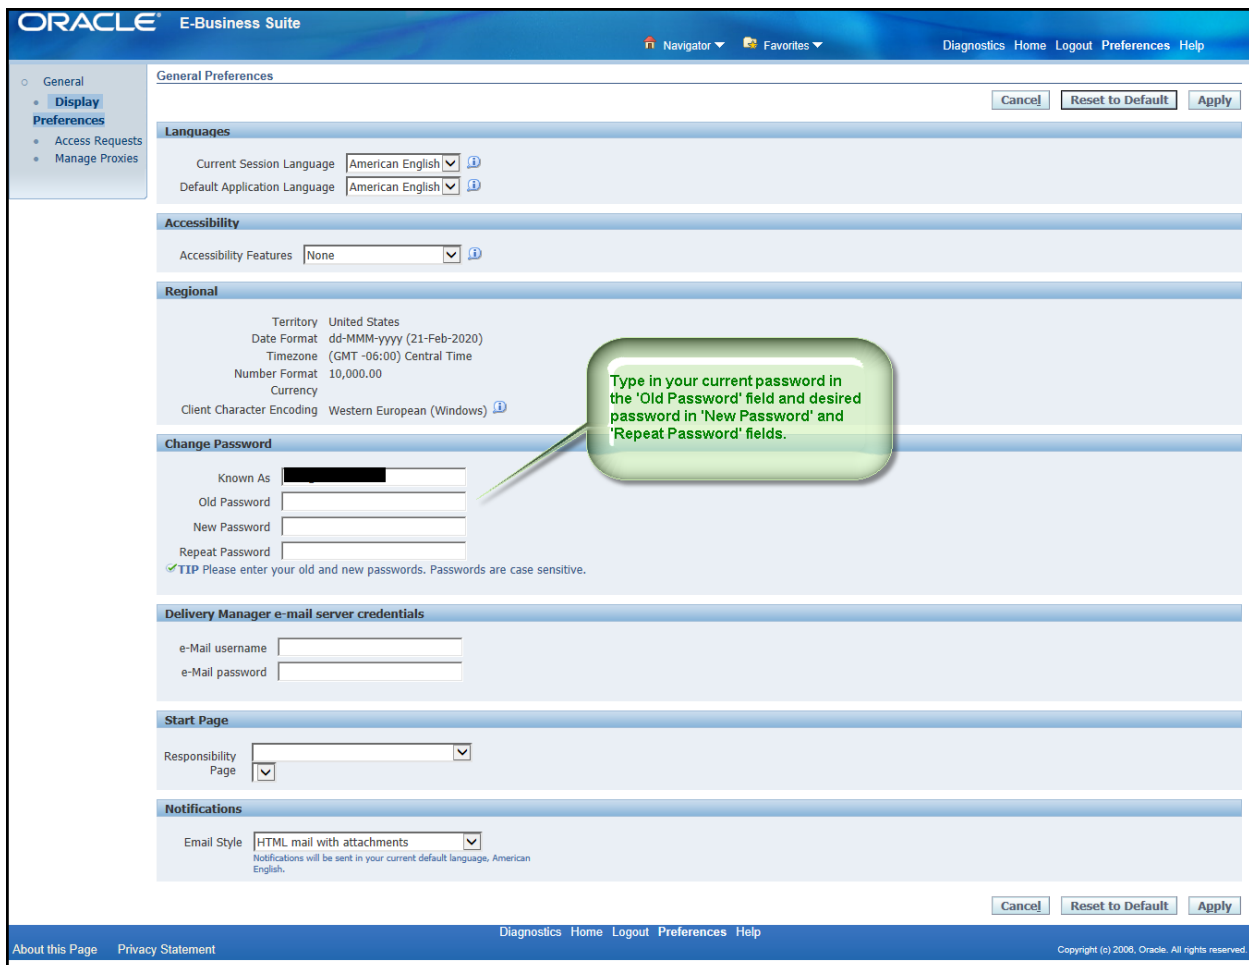 ORACLE® E-Business Suite
Navigator Favorites Diagnostics Home Logout Preferences Help
General
Display
Preferences
Access Requests
Manage Proxies
General Preferences
Cancel Reset to Default Apply
Languages
Current Session Language American English
Default Application Language American English
Accessibility
Accessibility Features None
Regional
Territory United States
Date Format dd-MMM-yyyy (21-Feb-2020)
Timezone (GMT -06:00) Central Time
Number Format 10,000.00
Currency
Client Character Encoding Western European (Windows)
Type in your current password in
the 'Old Password' field and desired
password in 'New Password' and
'Repeat Password' fields.
Change Password
Known As
Old Password
New Password
Repeat Password
TIP Please enter your old and new passwords. Passwords are case sensitive.
Delivery Manager e-mail server credentials
e-Mail username
e-Mail password
Start Page
Responsibility
Page
Notifications
Email Style HTML mail with attachments
Notifications will be sent in your current default language, American
English.
Cancel Reset to Default Apply
Diagnostics Home Logout Preferences Help
About this Page Privacy Statement Copyright (c) 2006, Oracle. All rights reserved.